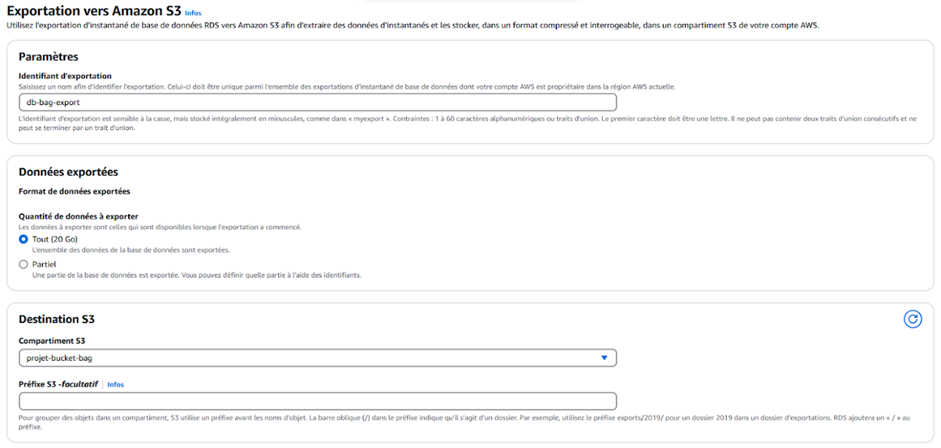 Exportation vers Amazon S3 Infos
Utilisez l'exportation d'instantané de base de données RDS vers Amazon S3 afin d'extraire des données d'instantanés et les stocker, dans un format compressé et interrogeable, dans un compartiment S3 de votre compte AWS.
Paramètres
Identifiant d'exportation
Saisissez un nom afin d'identifier l'exportation. Celui-ci doit être unique parmi l'ensemble des exportations d'instantané de base de données dont votre compte AWS est propriétaire dans la région AWS actuelle.
db-bag-export
L'identifiant d'exportation est sensible à la casse, mais stocké intégralement en minuscules, comme dans « myexport ». Contraintes : 1 à 60 caractères alphanumériques ou traits d'union. Le premier caractère doit être une lettre. Il ne peut pas contenir deux traits d'union consécutifs et ne
peut se terminer par un trait d'union.
Données exportées
Format de données exportées
Quantité de données à exporter
Les données à exporter sont celles qui sont disponibles lorsque l'exportation a commencé.
Tout (20 Go)
L'ensemble des données de la base de données sont exportées.
Partiel
Une partie de la base de données est exportée. Vous pouvez définir quelle partie à l'aide des identifiants.
Destination S3
Compartiment S3
projet-bucket-bag
Préfixe S3 -facultatif Infos
Pour grouper des objets dans un compartiment, S3 utilise un préfixe avant les noms d'objet. La barre oblique (/) dans le préfixe indique qu'il s'agit d'un dossier. Par exemple, utilisez le préfixe exports/2019/ pour un dossier 2019 dans un dossier d'exportations. RDS ajoutera un « / » au
préfixe.